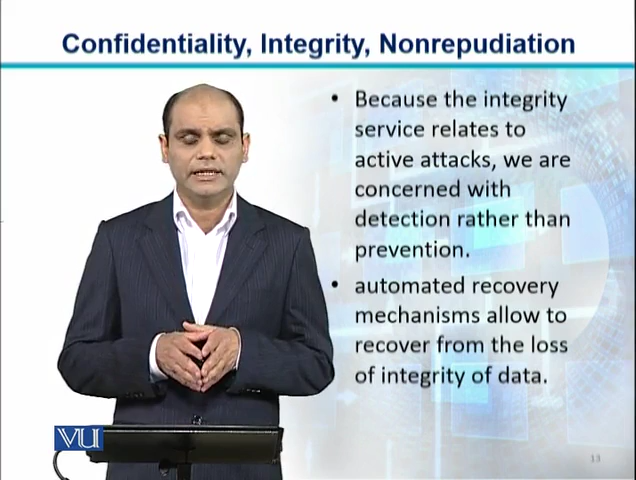 Confidentiality, Integrity, Nonrepudiation
• Because the integrity
service relates to
active attacks, we are
concerned with
detection rather than
prevention.
• automated recovery
mechanisms allow to
recover from the loss
of integrity of data.
VU
13